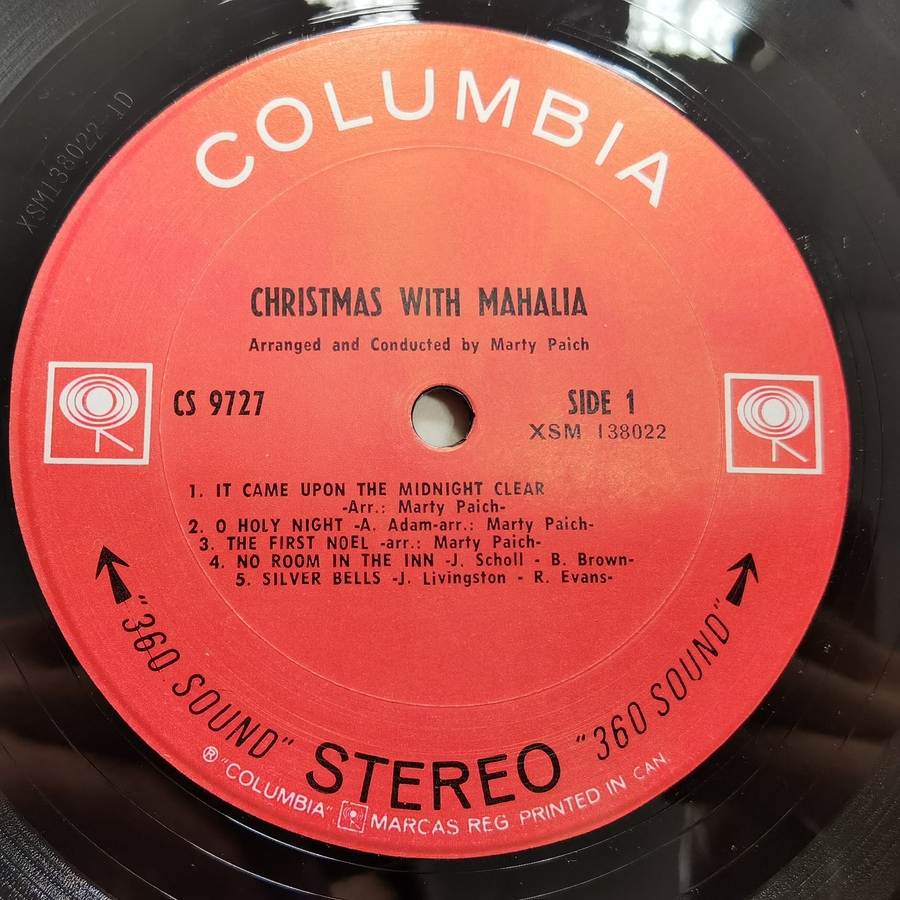 COLUMBIA
XSM138022-1D
CHRISTMAS WITH MAHALIA
Arranged and Conducted by Marty Paich
CS 9727
SIDE 1
XSM 138022
1. IT CAME UPON THE MIDNIGHT CLEAR
-Arr.: Marty Paich-
2. O HOLY NIGHT -A. Adam-arr.: Marty Paich-
3. THE FIRST NOEL -arr.: Marty Paich-
4. NO ROOM IN THE INN -J. Scholl - B. Brown-
5. SILVER BELLS -J. Livingston - R. Evans-
"360 SOUND" STEREO "360 SOUND"
® "COLUMBIA" MARCAS REG PRINTED IN CAN.